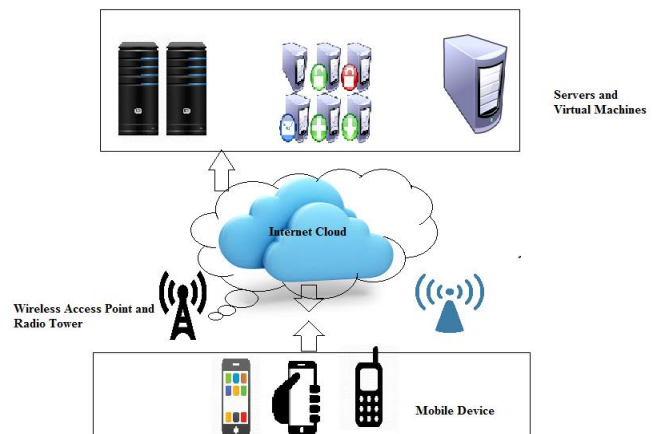 Servers and
Virtual Machines
Internet Cloud
Wireless Access Point and
Radio Tower
Mobile Device